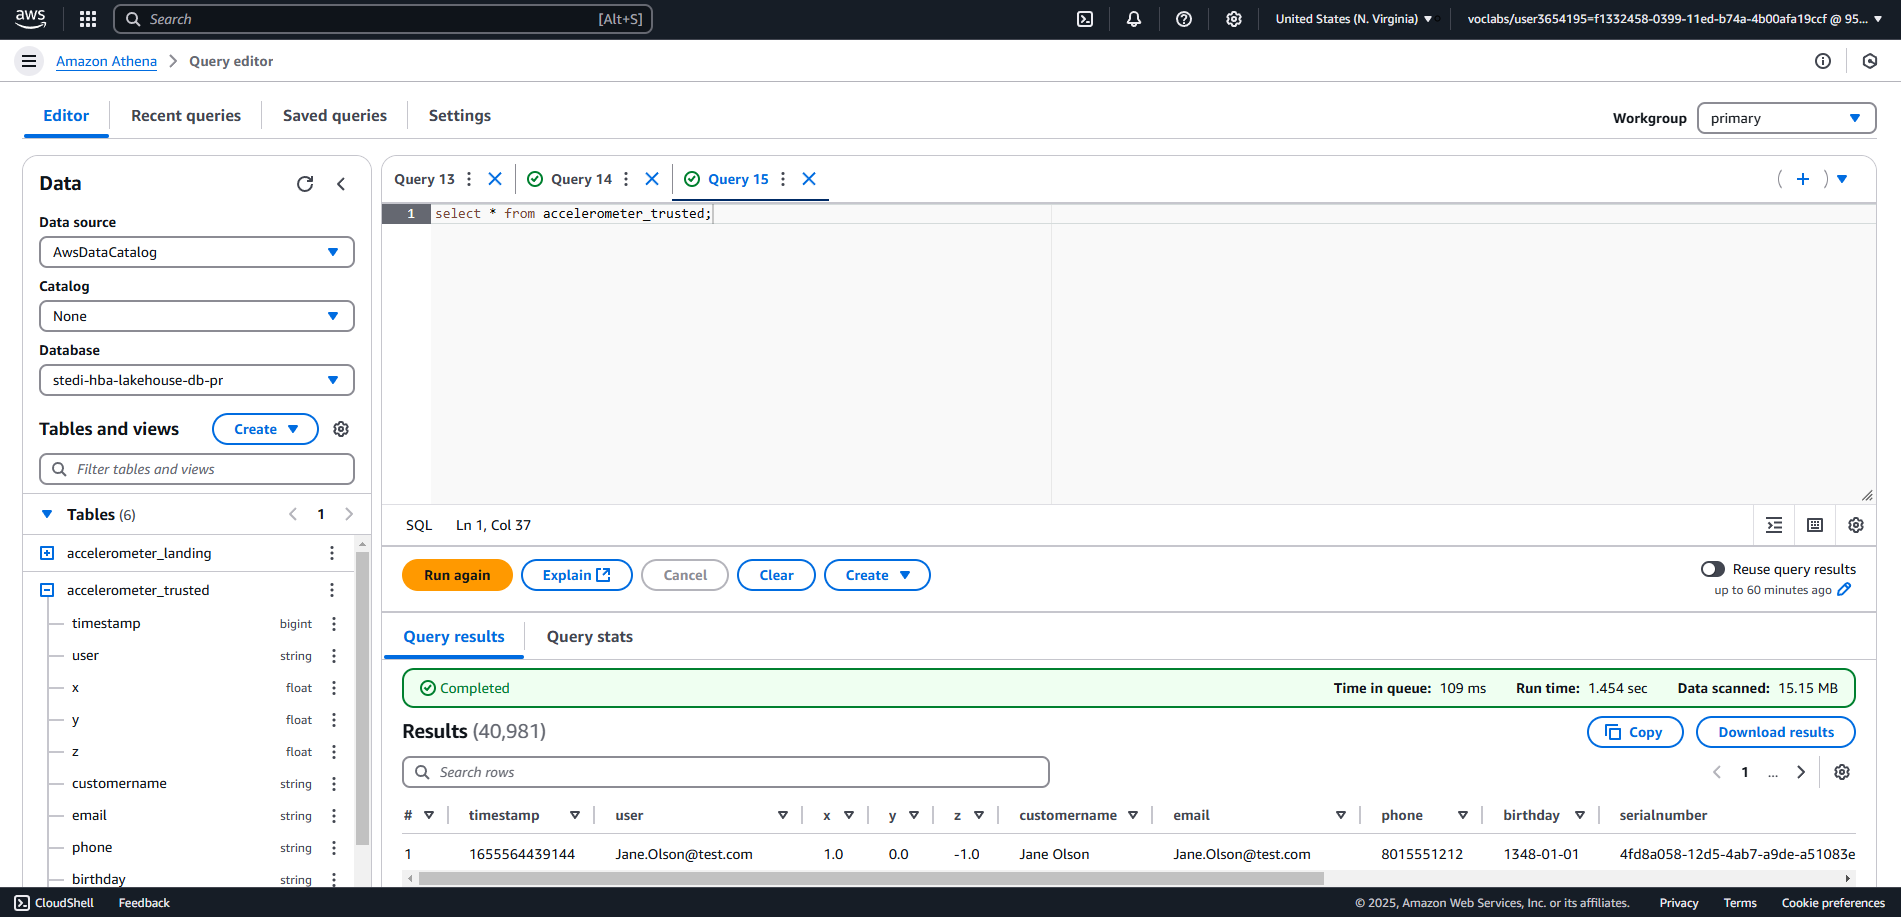 aws
Search [Alt+S] United States (N. Virginia) voclabs/user3654195=f1332458-0399-11ed-b74a-4b00afa19ccf @ 95...
Amazon Athena Query editor
Editor Recent queries Saved queries Settings
Workgroup primary
Data
Data source
AwsDataCatalog
Catalog
None
Database
stedi-hba-lakehouse-db-pr
Tables and views Create
Filter tables and views
Tables (6) 1
accelerometer_landing
accelerometer_trusted
timestamp bigint
user string
x float
y float
z float
customername string
email string
phone string
birthday string
Query 13 Query 14 Query 15
1 select * from accelerometer_trusted;
SQL Ln 1, Col 37
Run again Explain Cancel Clear Create
Reuse query results
up to 60 minutes ago
Query results Query stats
Completed Time in queue: 109 ms Run time: 1.454 sec Data scanned: 15.15 MB
Results (40,981) Copy Download results
Search rows 1 ...
# timestamp user x y z customername email phone birthday serialnumber
1 1655564439144 Jane.Olson@test.com 1.0 0.0 -1.0 Jane Olson Jane.Olson@test.com 8015551212 1348-01-01 4fd8a058-12d5-4ab7-a9de-a51083e
CloudShell Feedback © 2025, Amazon Web Services, Inc. or its affiliates. Privacy Terms Cookie preferences